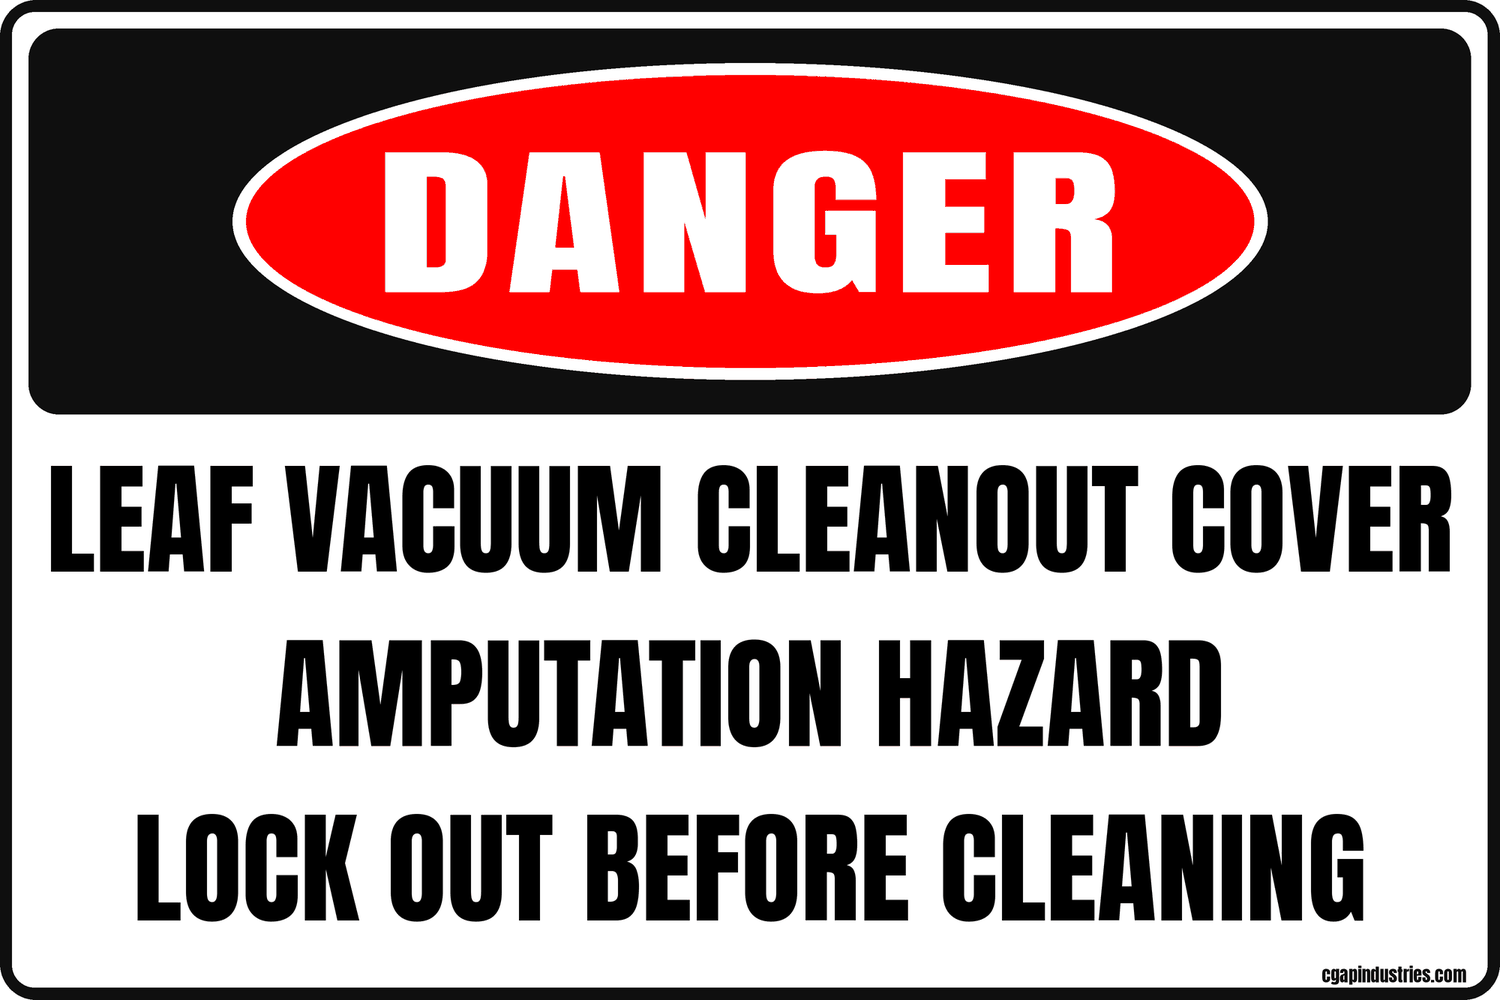 DANGER
LEAF VACUUM CLEANOUT COVER
AMPUTATION HAZARD
LOCK OUT BEFORE CLEANING
cgapindustries.com